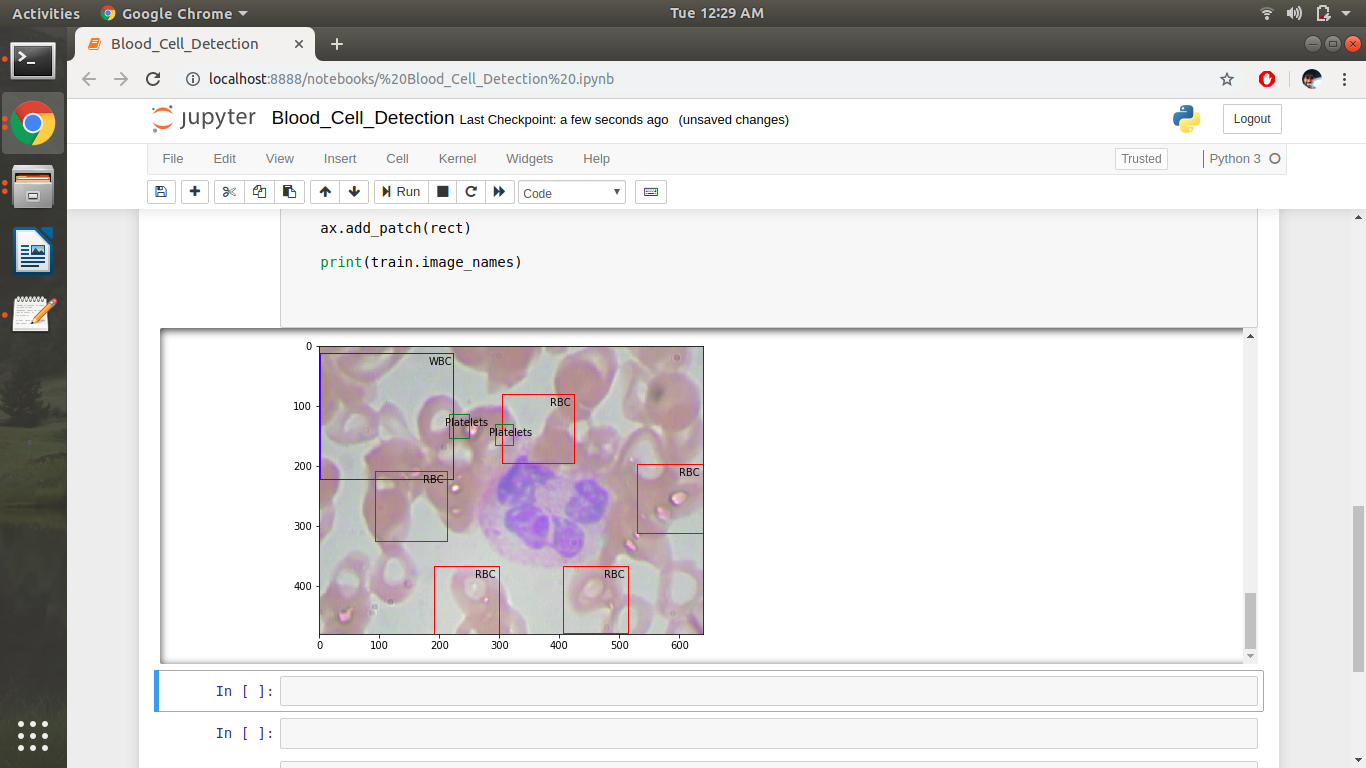 Activities Google Chrome Tue 12:29 AM
Blood_Cell_Detection
localhost:8888/notebooks/%20Blood_Cell_Detection%20.ipynb
jupyter Blood_Cell_Detection Last Checkpoint: a few seconds ago (unsaved changes) Logout
File Edit View Insert Cell Kernel Widgets Help Trusted Python 3
Run Code
ax.add_patch(rect)
print(train.image_names)
0
WBC
100
RBC
Platelets
Platelets
200
RBC
RBC
300
400
RBC
RBC
0 100 200 300 400 500 600
In [ ]:
In [ ]: